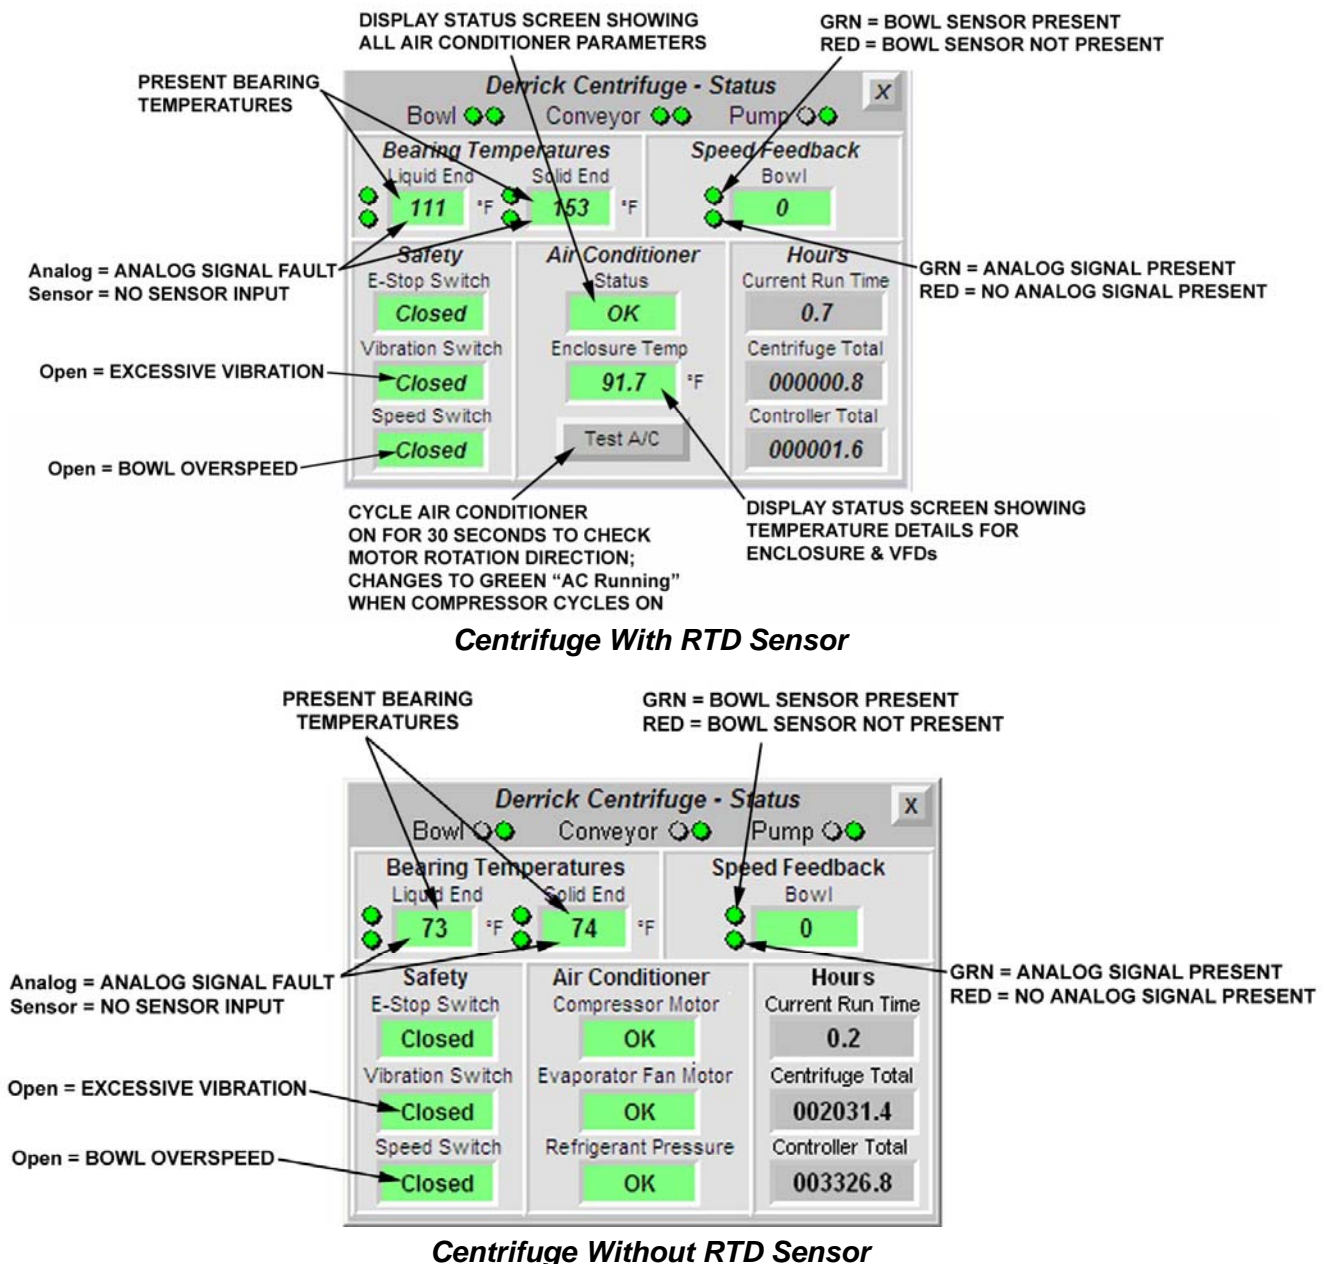 DISPLAY STATUS SCREEN SHOWING
ALL AIR CONDITIONER PARAMETERS
GRN = BOWL SENSOR PRESENT
RED = BOWL SENSOR NOT PRESENT
PRESENT BEARING
TEMPERATURES
Derrick Centrifuge - Status
X
Bowl Conveyor Pump
Bearing Temperatures
Speed Feedback
Liquid End
Solid End
Bowl
111 °F
153 °F
0
Analog = ANALOG SIGNAL FAULT
Sensor = NO SENSOR INPUT
GRN = ANALOG SIGNAL PRESENT
RED = NO ANALOG SIGNAL PRESENT
Safety
E-Stop Switch
Closed
Vibration Switch
Closed
Speed Switch
Closed
Air Conditioner
Status
OK
Enclosure Temp
91.7 °F
Test A/C
Hours
Current Run Time
0.7
Centrifuge Total
000000.8
Controller Total
000001.6
Open = EXCESSIVE VIBRATION
Open = BOWL OVERSPEED
CYCLE AIR CONDITIONER
ON FOR 30 SECONDS TO CHECK
MOTOR ROTATION DIRECTION;
CHANGES TO GREEN “AC Running”
WHEN COMPRESSOR CYCLES ON
DISPLAY STATUS SCREEN SHOWING
TEMPERATURE DETAILS FOR
ENCLOSURE & VFDs
Centrifuge With RTD Sensor
PRESENT BEARING
TEMPERATURES
GRN = BOWL SENSOR PRESENT
RED = BOWL SENSOR NOT PRESENT
Derrick Centrifuge - Status
X
Bowl Conveyor Pump
Bearing Temperatures
Speed Feedback
Liquid End
Solid End
Bowl
73 °F
74 °F
0
Analog = ANALOG SIGNAL FAULT
Sensor = NO SENSOR INPUT
GRN = ANALOG SIGNAL PRESENT
RED = NO ANALOG SIGNAL PRESENT
Safety
E-Stop Switch
Closed
Vibration Switch
Closed
Speed Switch
Closed
Air Conditioner
Compressor Motor
OK
Evaporator Fan Motor
OK
Refrigerant Pressure
OK
Hours
Current Run Time
0.2
Centrifuge Total
002031.4
Controller Total
003326.8
Open = EXCESSIVE VIBRATION
Open = BOWL OVERSPEED
Centrifuge Without RTD Sensor